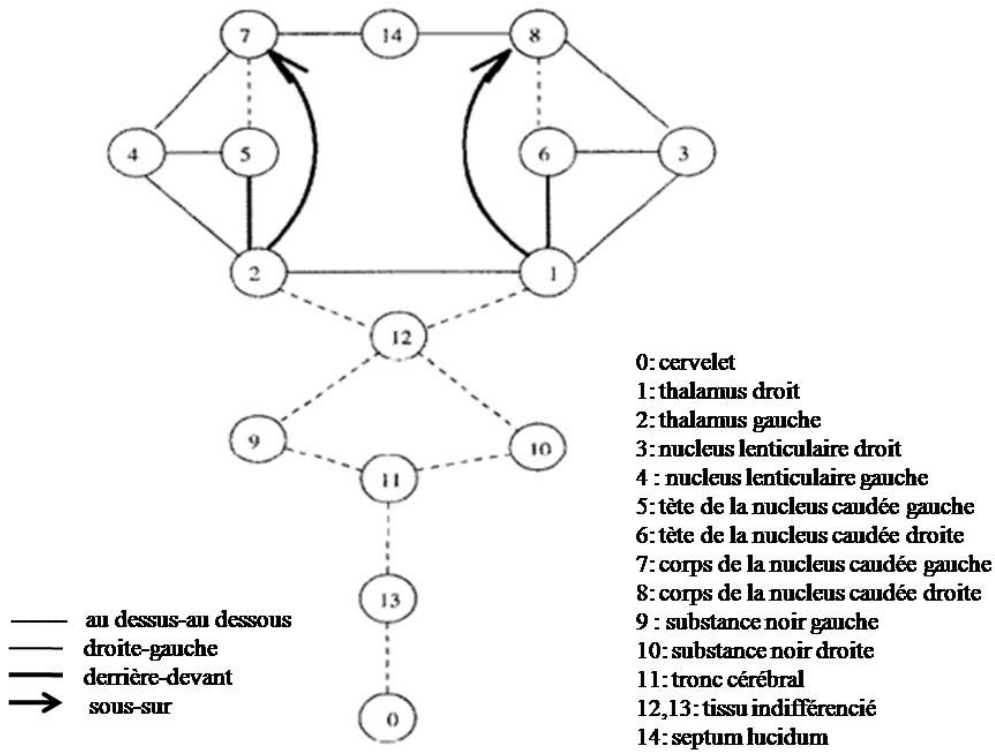 7 14 8
4 5 6 3
2 1
12
9 10
11
13
0
0: cervelet
1: thalamus droit
2: thalamus gauche
3: nucleus lenticulaire droit
4 : nucleus lenticulaire gauche
5: tète de la nucleus caudée gauche
6: tète de la nucleus caudée droite
7: corps de la nucleus caudée gauche
8: corps de la nucleus caudée droite
9 : substance noir gauche
10: substance noir droite
11: tronc cérébral
12,13: tissu indifférencié
14: septum lucidum
au dessus-au dessous
droite-gauche
derrière-devant
sous-sur